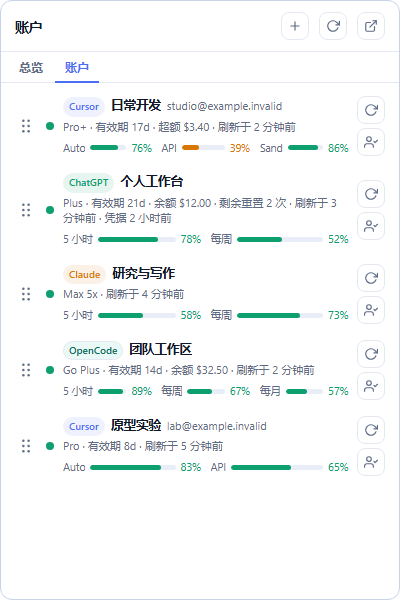 账户
总览 账户
Cursor 日常开发 studio@example.invalid
Pro+ · 有效期 17d · 超额 $3.40 · 刷新于 2 分钟前
Auto 76% API 39% Sand 86%
ChatGPT 个人工作台
Plus · 有效期 21d · 余额 $12.00 · 剩余重置 2 次 · 刷新于 3
分钟前 · 凭据 2 小时前
5 小时 78% 每周 52%
Claude 研究与写作
Max 5x · 刷新于 4 分钟前
5 小时 58% 每周 73%
OpenCode 团队工作区
Go Plus · 有效期 14d · 余额 $32.50 · 刷新于 2 分钟前
5 小时 89% 每周 67% 每月 57%
Cursor 原型实验 lab@example.invalid
Pro · 有效期 8d · 刷新于 5 分钟前
Auto 83% API 65%